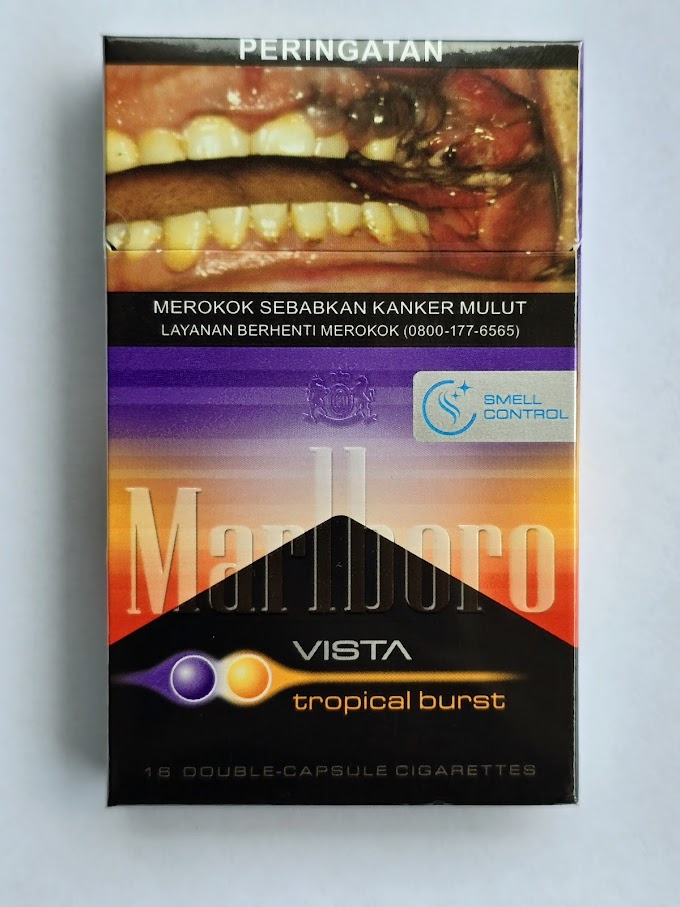 PERINGATAN
MEROKOK SEBABKAN KANKER MULUT
LAYANAN BERHENTI MEROKOK (0800-177-6565)
SMELL
CONTROL
Marlboro
VISTA
tropical burst
16 DOUBLE-CAPSULE CIGARETTES